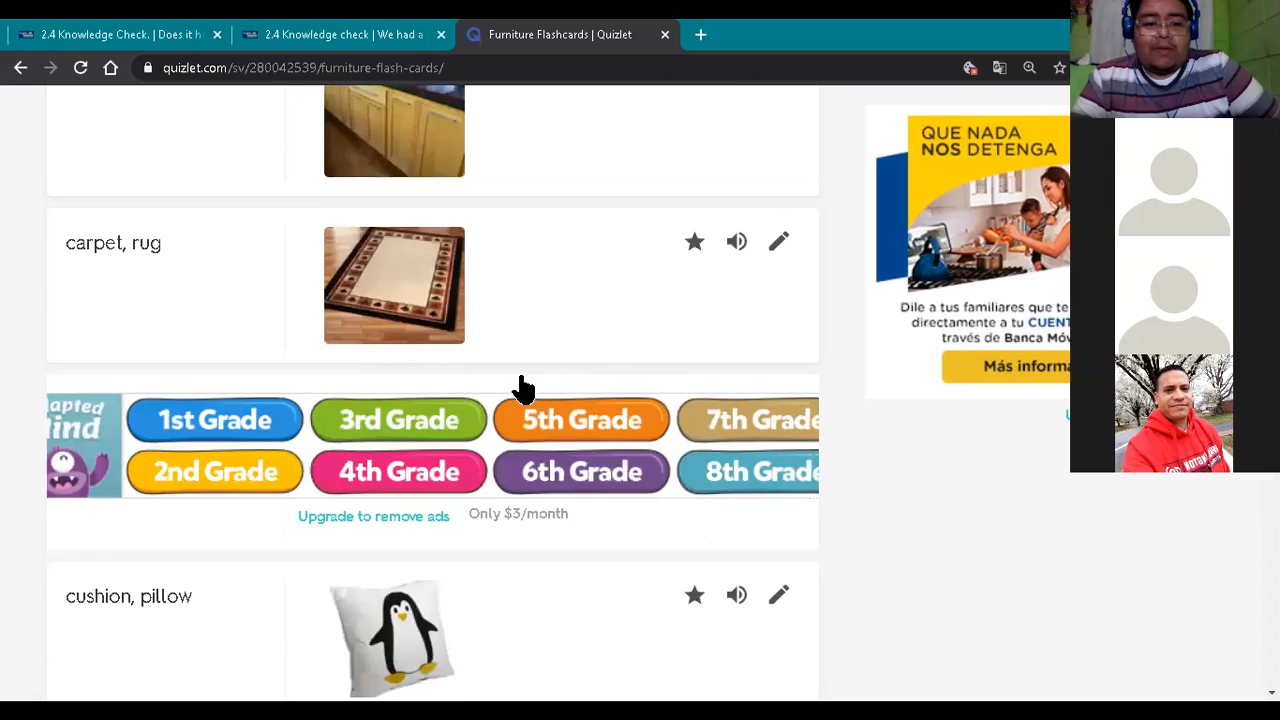 2.4 Knowledge Check. | Does it h
2.4 Knowledge check | We had a
Furniture Flashcards | Quizlet
quizlet.com/sv/280042539/furniture-flash-cards/
QUE NADA
NOS DETENGA
carpet, rug
Dile a tus familiares que te
directamente a tu CUENT
través de Banca Móv
Más informa
apted
ind
1st Grade
3rd Grade
5th Grade
7th Grade
2nd Grade
4th Grade
6th Grade
8th Grade
Upgrade to remove ads
Only $3/month
cushion, pillow